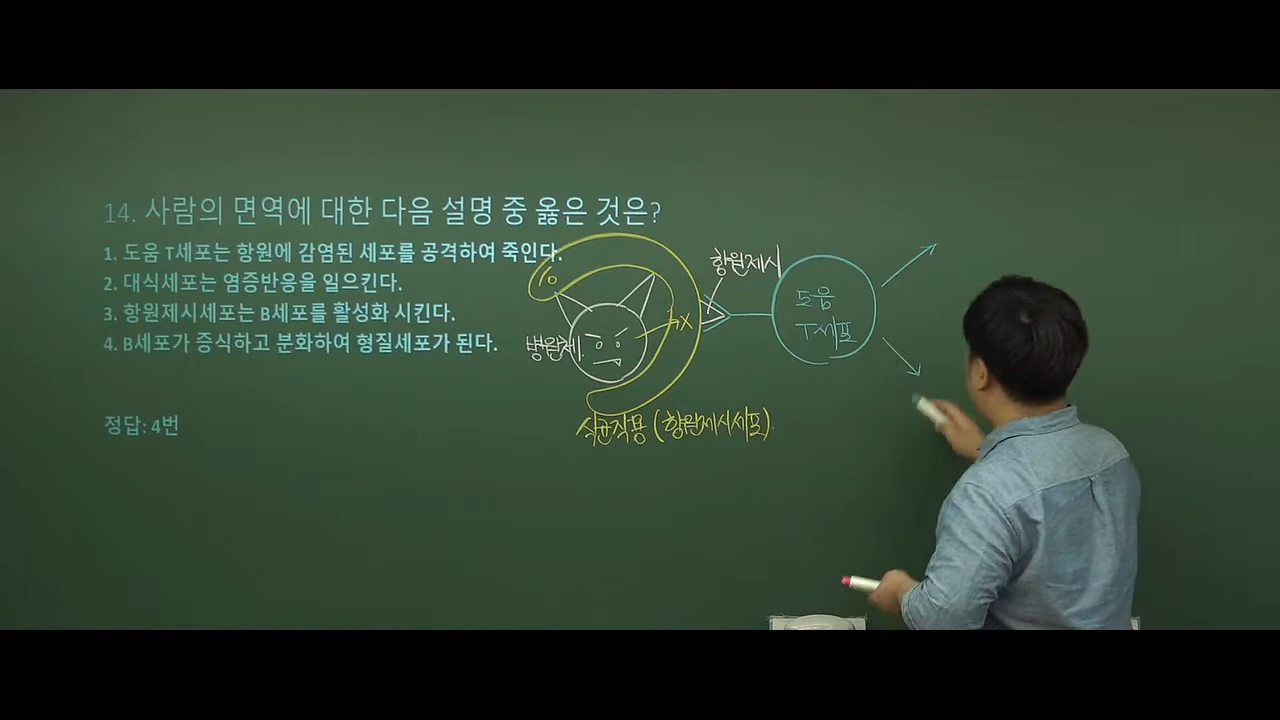 14. 사람의 면역에 대한 다음 설명 중 옳은 것은?
1. 도움 T세포는 항원에 감염된 세포를 공격하여 죽인다.
2. 대식세포는 염증반응을 일으킨다.
3. 항원제시세포는 B세포를 활성화 시킨다.
4. B세포가 증식하고 분화하여 형질세포가 된다.
정답: 4번
항원제시
도움
T세포
병원체
식균작용 (항원제시세포).